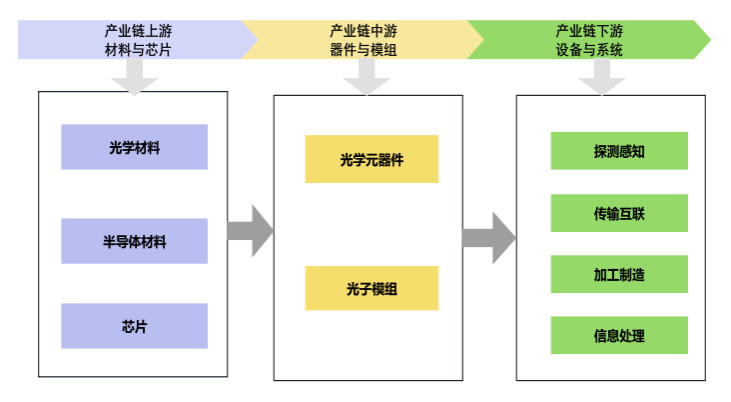 产业链上游
材料与芯片
产业链中游
器件与模组
产业链下游
设备与系统
光学材料
半导体材料
芯片
光学元器件
光子模组
探测感知
传输互联
加工制造
信息处理